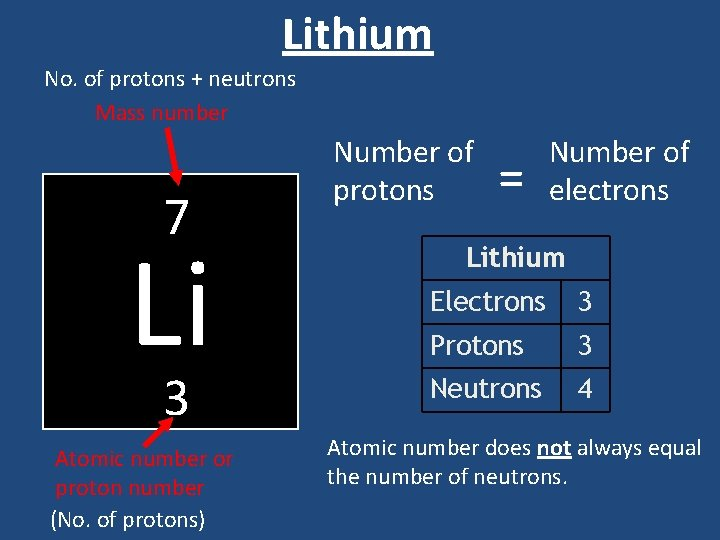 Lithium
No. of protons + neutrons
Mass number
7
Li
3
Atomic number or
proton number
(No. of protons)
Number of
protons
=
Number of
electrons
Lithium
Electrons 3
Protons 3
Neutrons 4
Atomic number does not always equal
the number of neutrons.